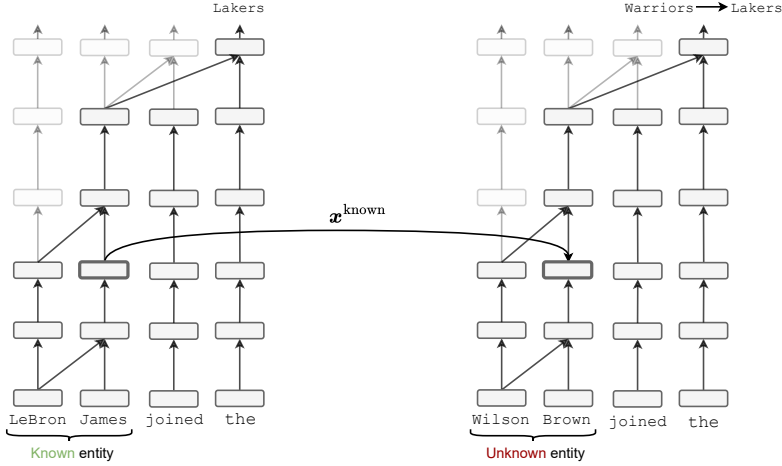 Lakers
Warriors → Lakers
x^known
LeBron James joined the
Wilson Brown joined the
Known entity
Unknown entity